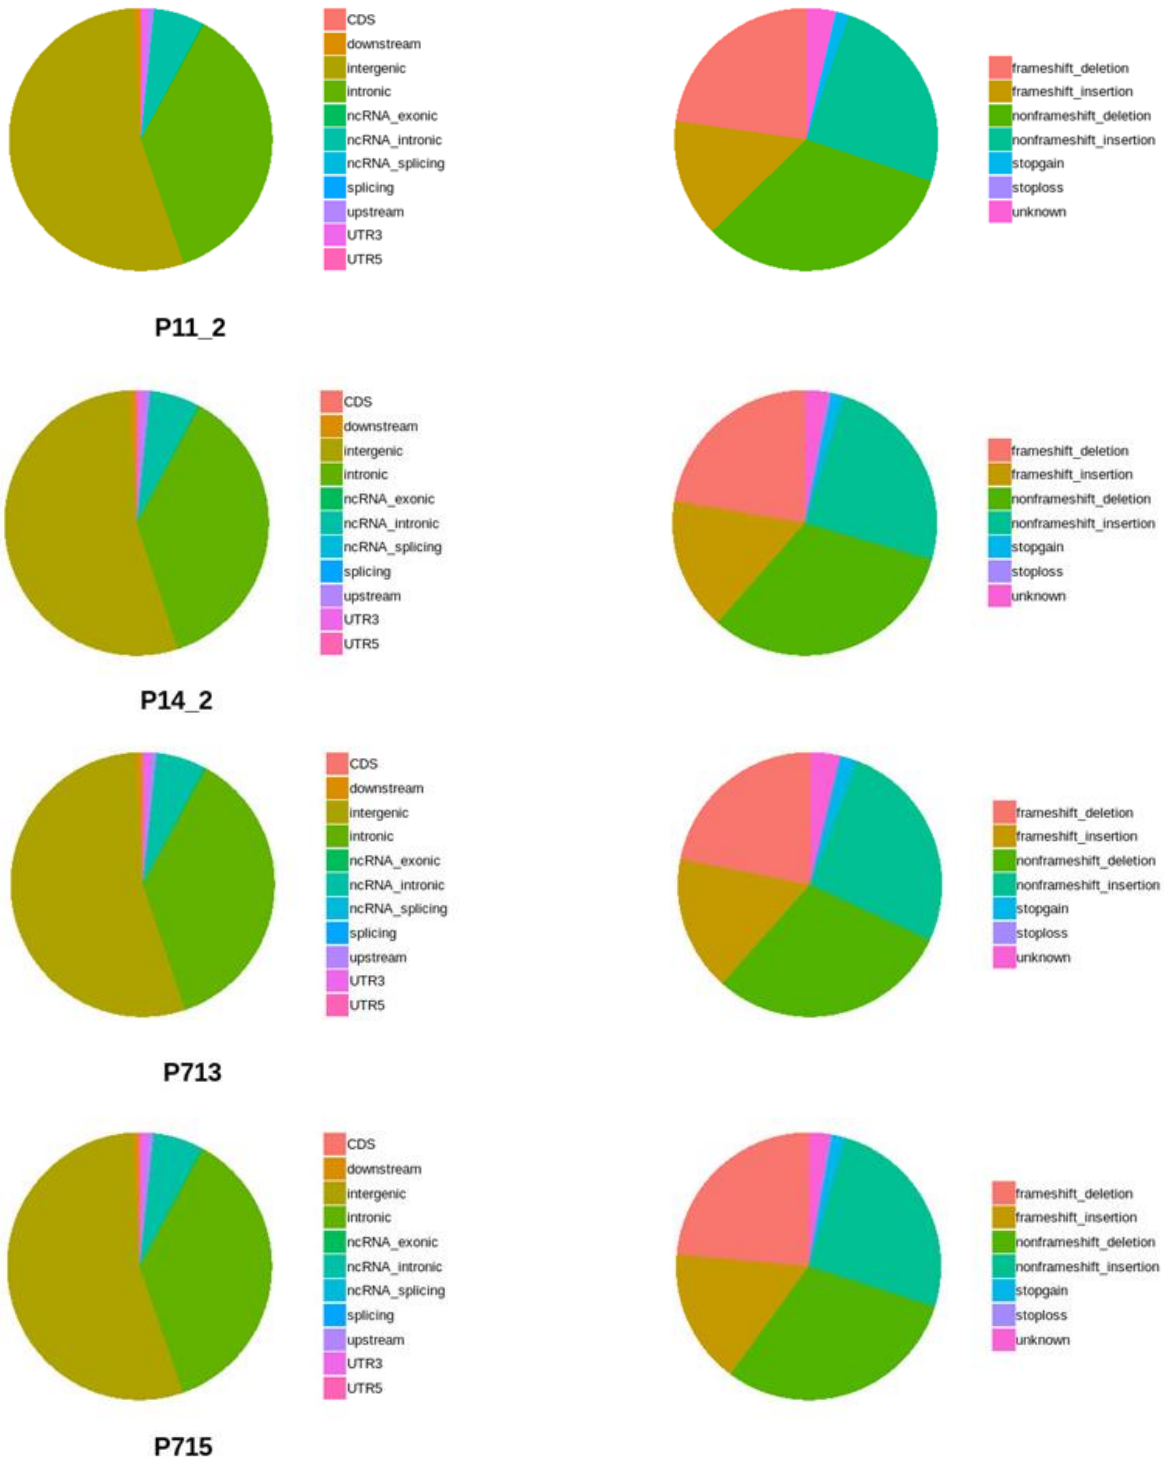 CDS
downstream
intergenic
intronic
ncRNA_exonic
ncRNA_intronic
ncRNA_splicing
splicing
upstream
UTR3
UTR5
frameshift_deletion
frameshift_insertion
nonframeshift_deletion
nonframeshift_insertion
stopgain
stoploss
unknown
P11_2
CDS
downstream
intergenic
intronic
ncRNA_exonic
ncRNA_intronic
ncRNA_splicing
splicing
upstream
UTR3
UTR5
frameshift_deletion
frameshift_insertion
nonframeshift_deletion
nonframeshift_insertion
stopgain
stoploss
unknown
P14_2
CDS
downstream
intergenic
intronic
ncRNA_exonic
ncRNA_intronic
ncRNA_splicing
splicing
upstream
UTR3
UTR5
frameshift_deletion
frameshift_insertion
nonframeshift_deletion
nonframeshift_insertion
stopgain
stoploss
unknown
P713
CDS
downstream
intergenic
intronic
ncRNA_exonic
ncRNA_intronic
ncRNA_splicing
splicing
upstream
UTR3
UTR5
frameshift_deletion
frameshift_insertion
nonframeshift_deletion
nonframeshift_insertion
stopgain
stoploss
unknown
P715